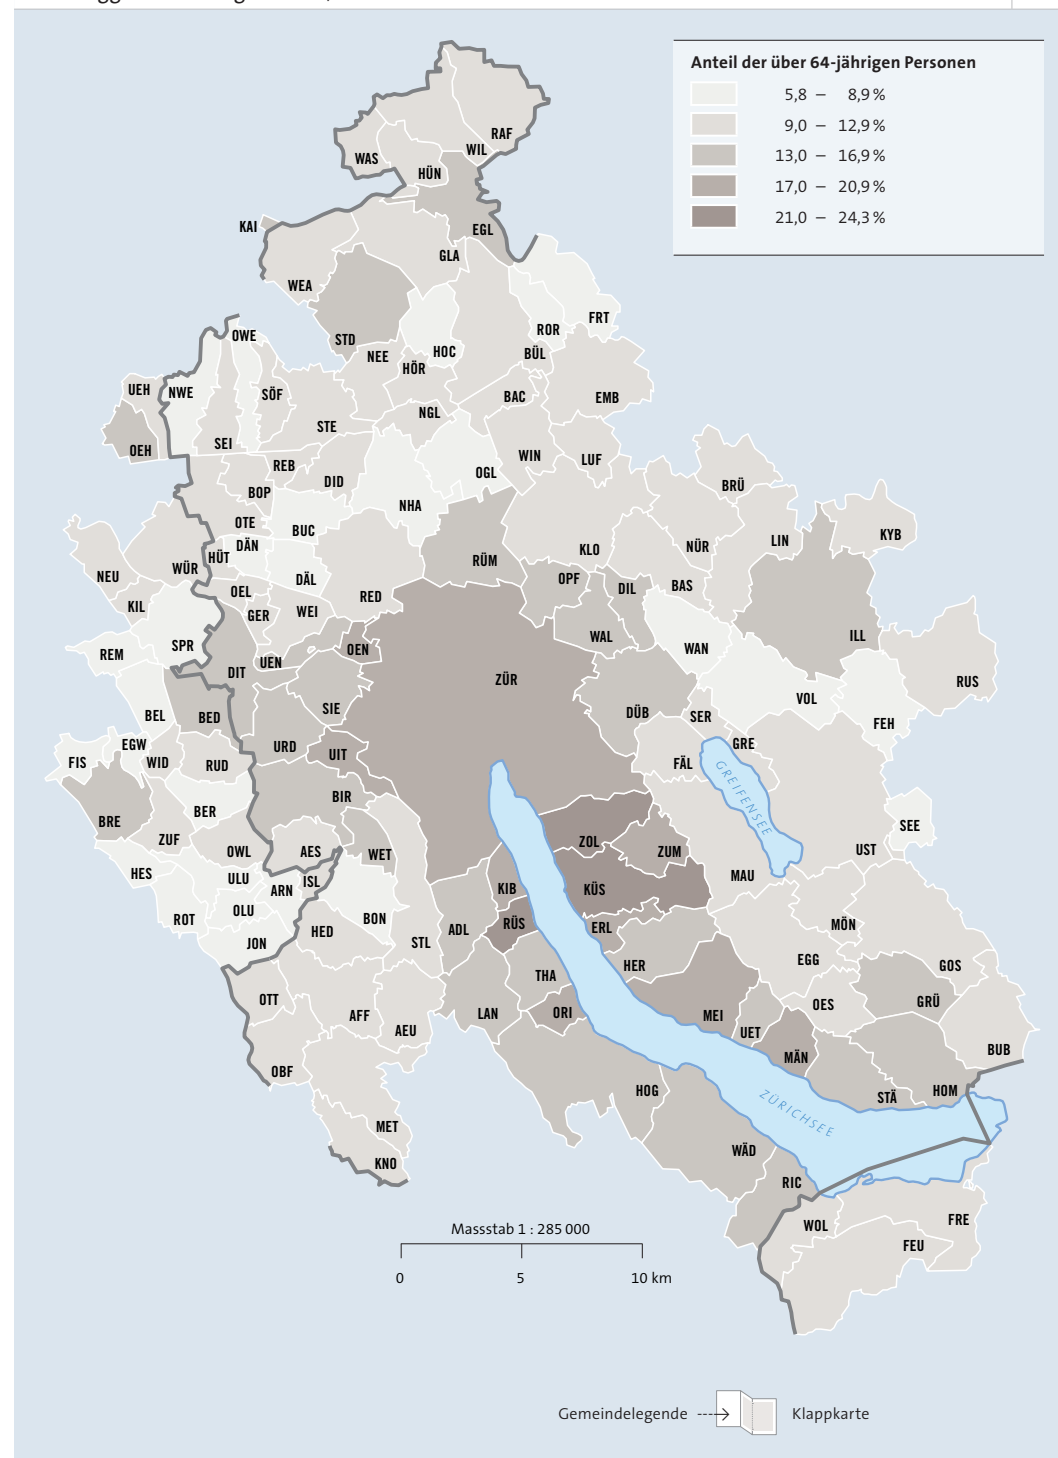 Anteil der über 64-jährigen Personen
5,8 – 8,9 %
9,0 – 12,9 %
13,0 – 16,9 %
17,0 – 20,9 %
21,0 – 24,3 %
RAF
WIL
WAS
HÜN
KAI
EGL
GLA
WEA
FRT
ROR
OWE
STD
HOC
NEE
BÜL
HÖR
UEH
NWE
SÖF
BAC
EMB
NGL
STE
SEI
OEH
WIN
LUF
REB
OGL
DID
BRÜ
BOP
NHA
OTE
BUC
KYB
LIN
DÄN
NÜR
KLO
HÜT
RÜM
WÜR
NEU
DÄL
OPF
BAS
DIL
OEL
RED
KIL
WEI
GER
ILL
WAL
SPR
WAN
OEN
REM
UEN
DIT
ZÜR
RUS
VOL
SIE
DÜB
BEL
BED
SER
FEH
EGW
GRE
URD
UIT
FIS
WID
RUD
FÄL
GREIFENSEE
BIR
BER
BRE
SEE
ZUF
ZOL
OWL
AES
WET
ZUM
UST
HES
MAU
ULU
ISL
ARN
KIB
KÜS
OLU
ROT
BON
RÜS
MÖN
ERL
HED
ADL
JON
STL
EGG
HER
GOS
THA
OTT
GRÜ
OES
LAN
ORI
AFF
MEI
AEU
UET
BUB
MÄN
OBF
HOG
HOM
STÄ
ZÜRICHSEE
MET
WÄD
KNO
RIC
FRE
WOL
Massstab 1 : 285 000
FEU
0 5 10 km
Gemeindelegende Klappkarte